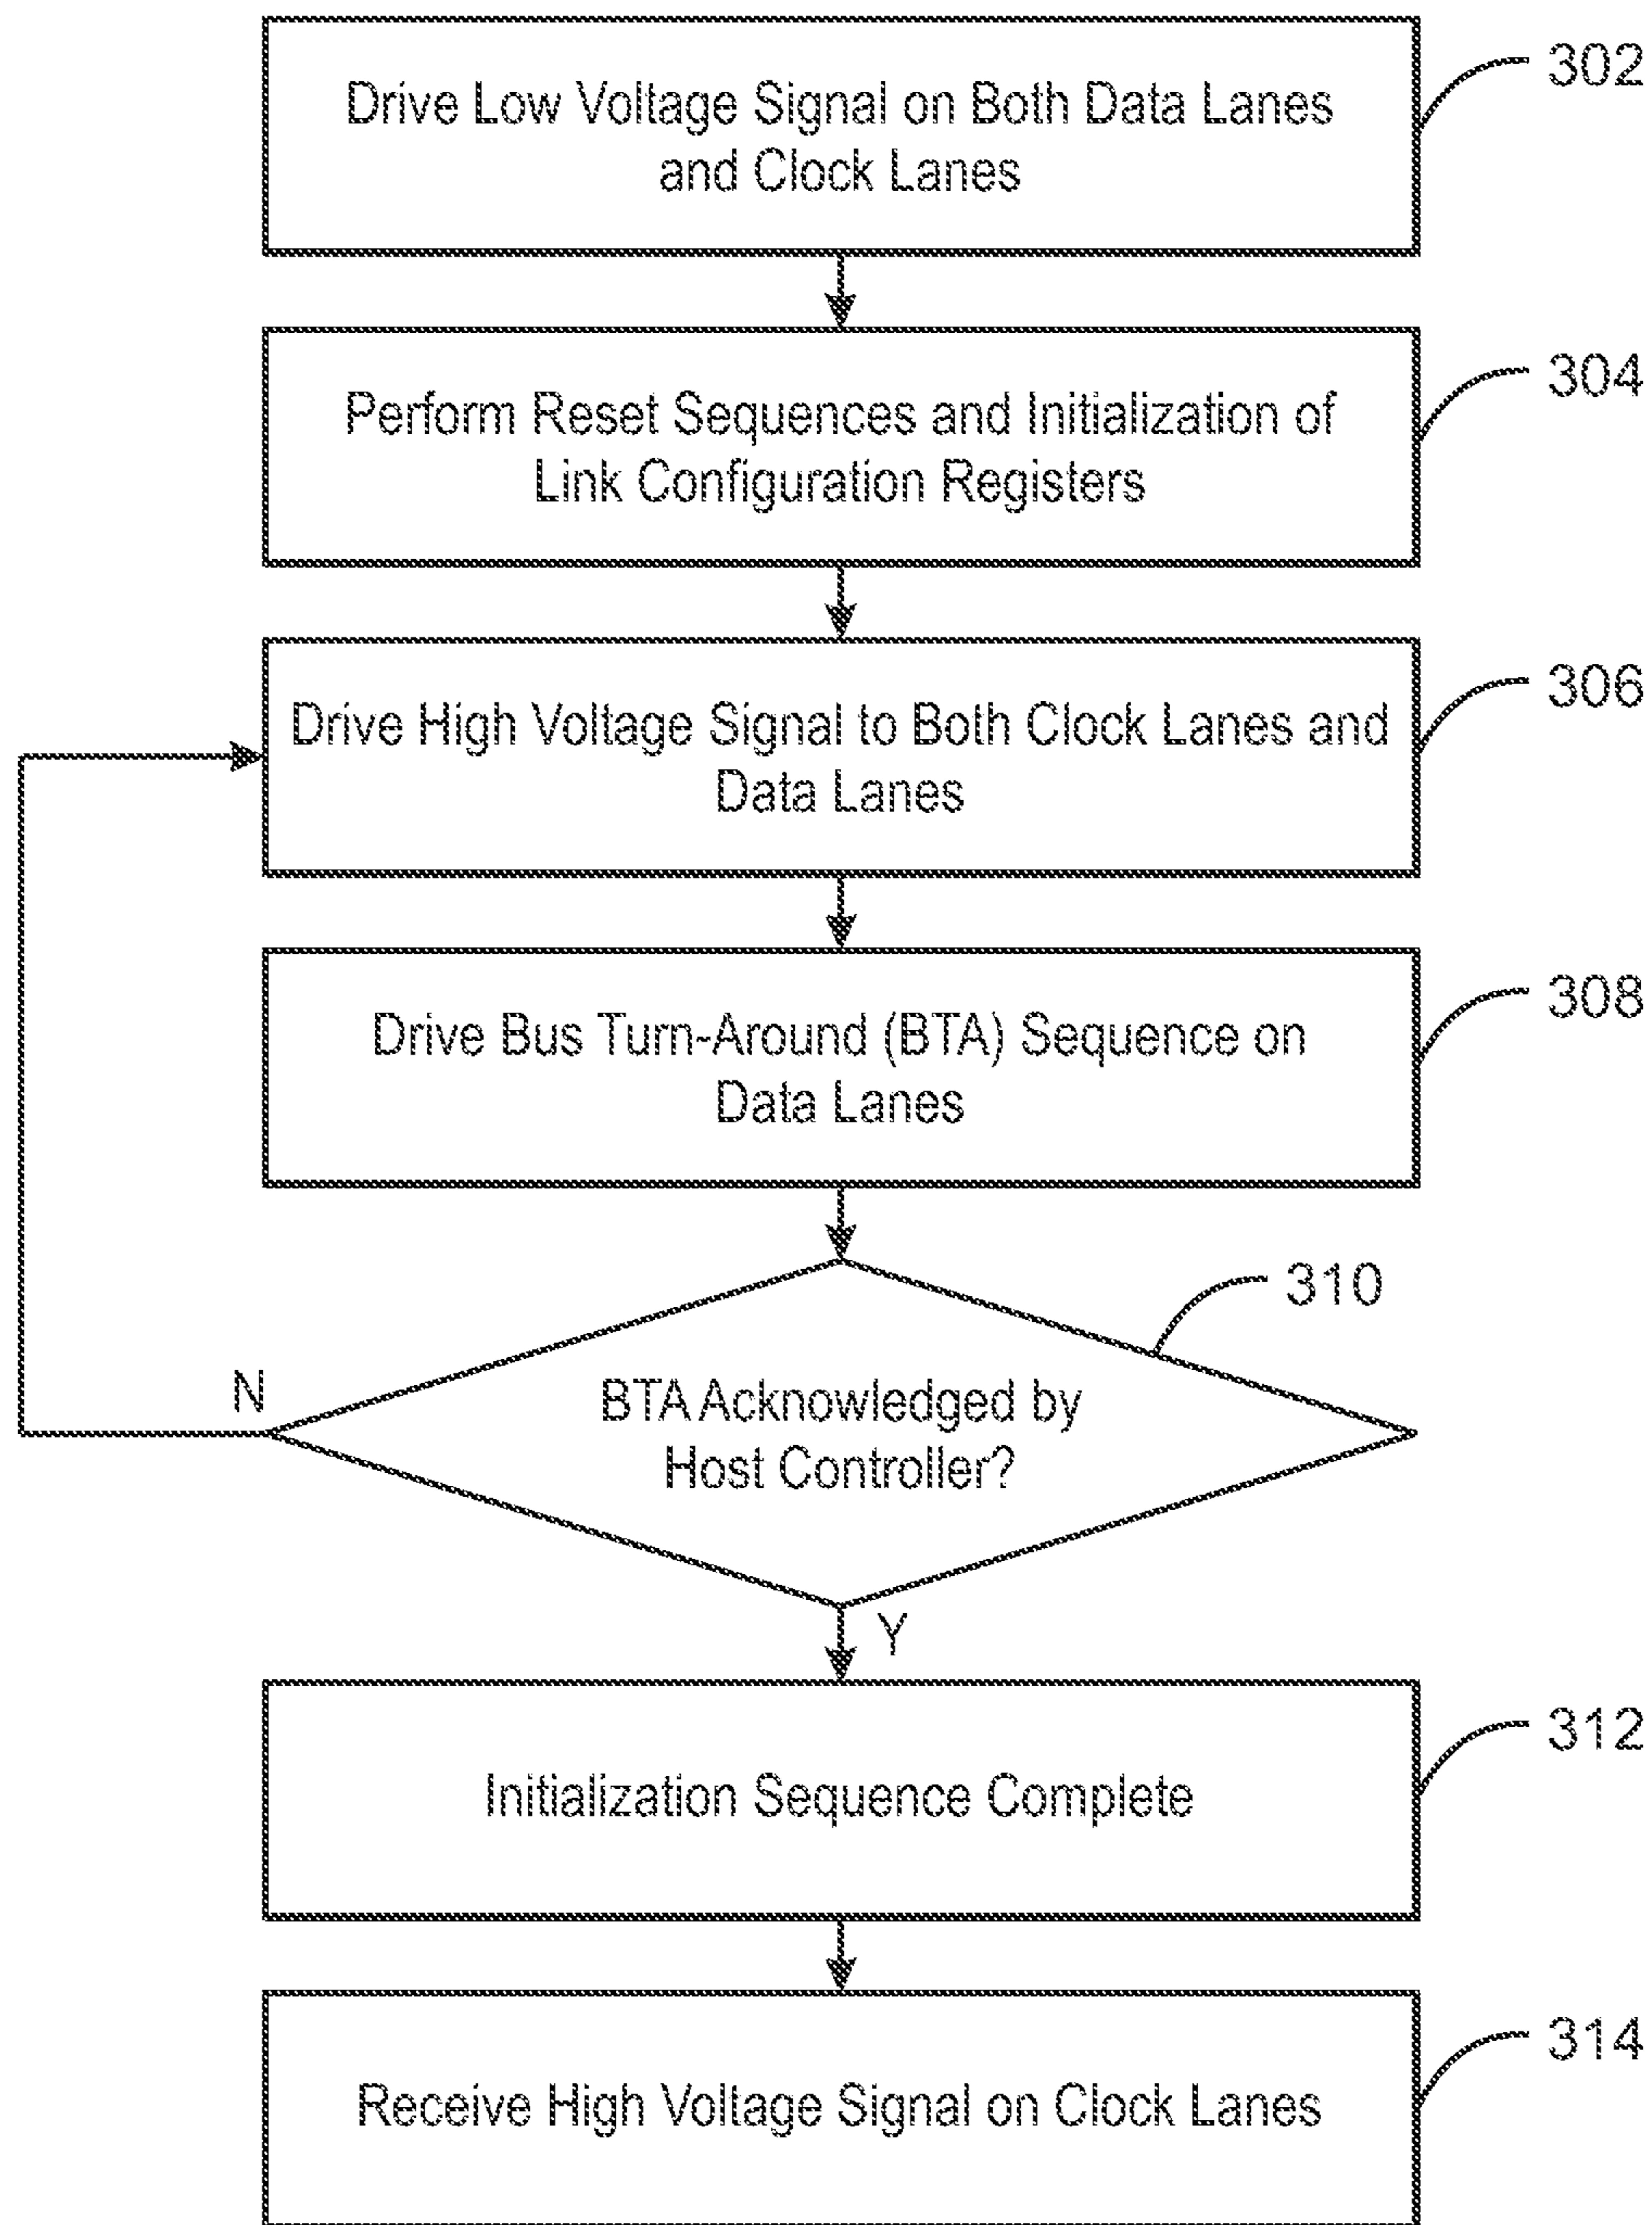 Drive Low Voltage Signal on Both Data Lanes
and Clock Lanes
302
Perform Reset Sequences and Initialization of
Link Configuration Registers
304
Drive High Voltage Signal to Both Clock Lanes and
Data Lanes
306
Drive Bus Turn-Around (BTA) Sequence on
Data Lanes
308
310
BTA Acknowledged by
Host Controller?
N
Y
Initialization Sequence Complete
312
Receive High Voltage Signal on Clock Lanes
314